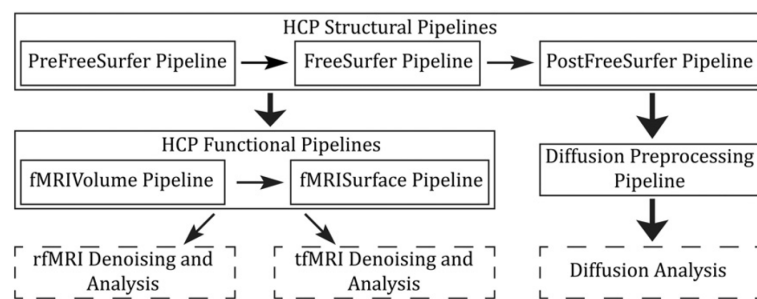 HCP Structural Pipelines
PreFreeSurfer Pipeline
FreeSurfer Pipeline
PostFreeSurfer Pipeline
HCP Functional Pipelines
fMRIVolume Pipeline
fMRISurface Pipeline
Diffusion Preprocessing
Pipeline
rfMRI Denoising and
Analysis
tfMRI Denoising and
Analysis
Diffusion Analysis